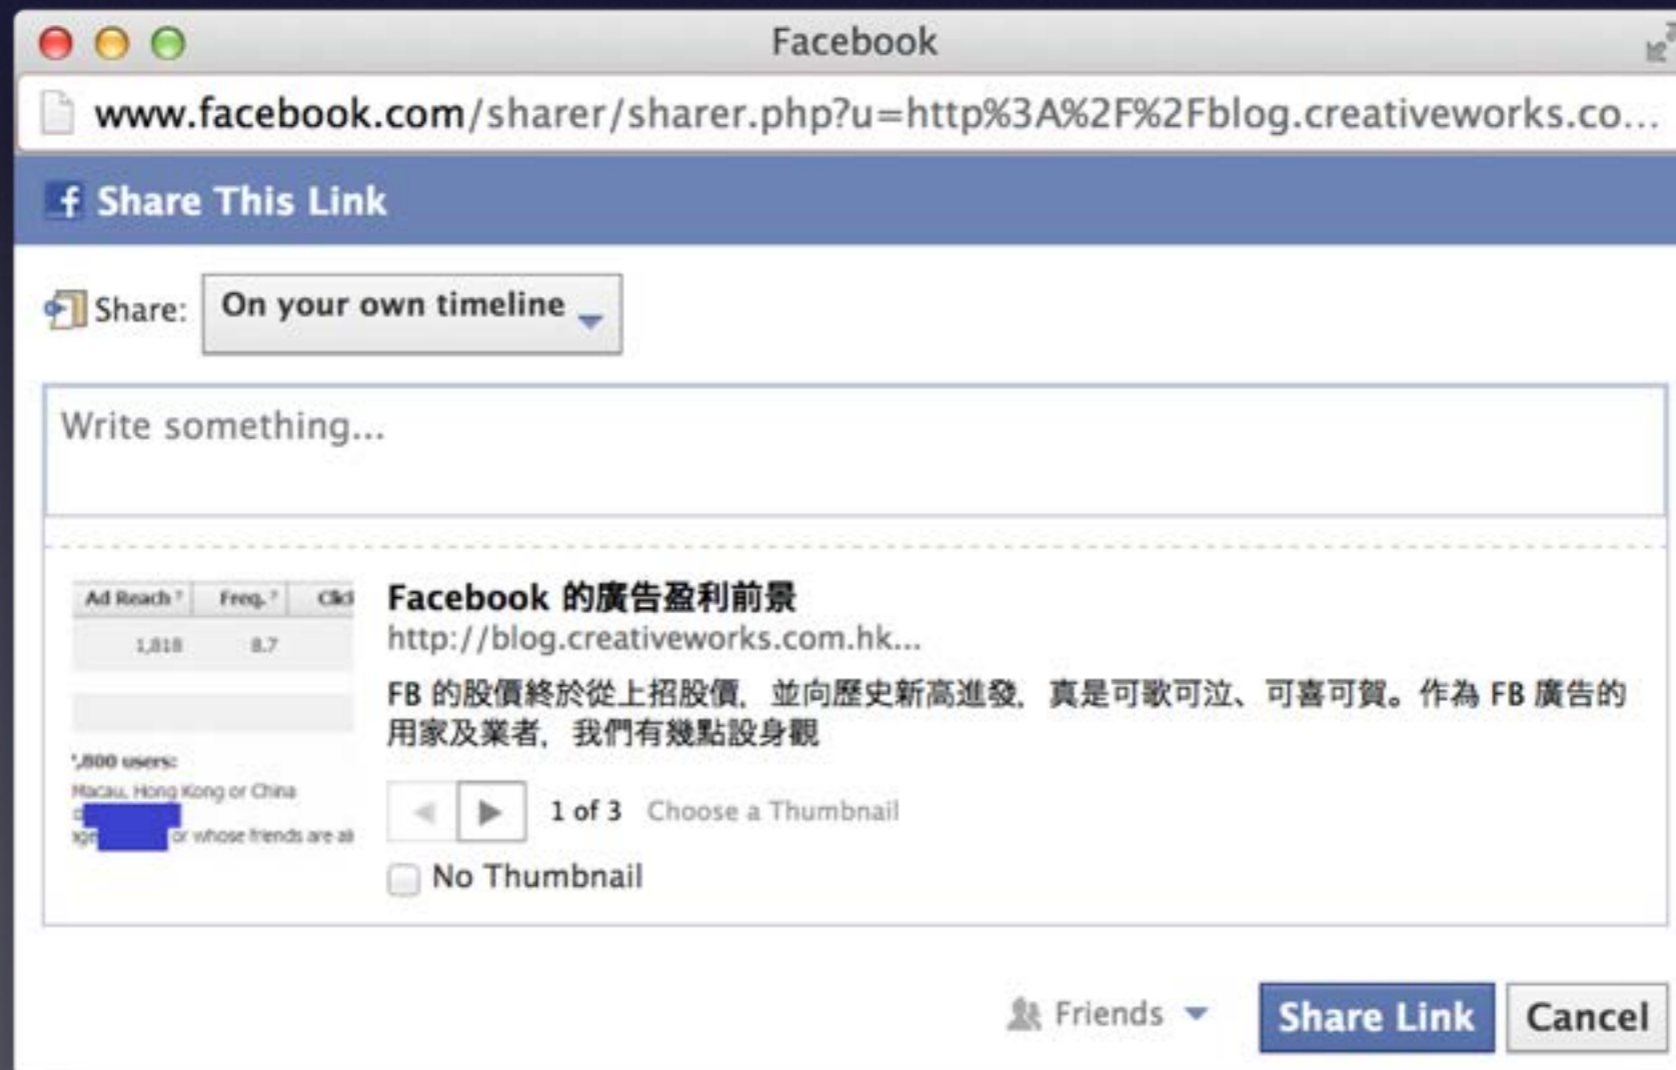 Facebook
www.facebook.com/sharer/sharer.php?u=http%3A%2F%2Fblog.creativeworks.co...
f Share This Link
Share: On your own timeline
Write something...
Ad Reach ? Freq. ? Click
1,818 8.7
,800 users:
Macau, Hong Kong or China
age or whose friends are al
Facebook 的廣告盈利前景
http://blog.creativeworks.com.hk...
FB 的股價終於從上招股價，並向歷史新高進發，真是可歌可泣、可喜可賀。作為 FB 廣告的
用家及業者，我們有幾點設身觀
1 of 3 Choose a Thumbnail
No Thumbnail
Friends Share Link Cancel